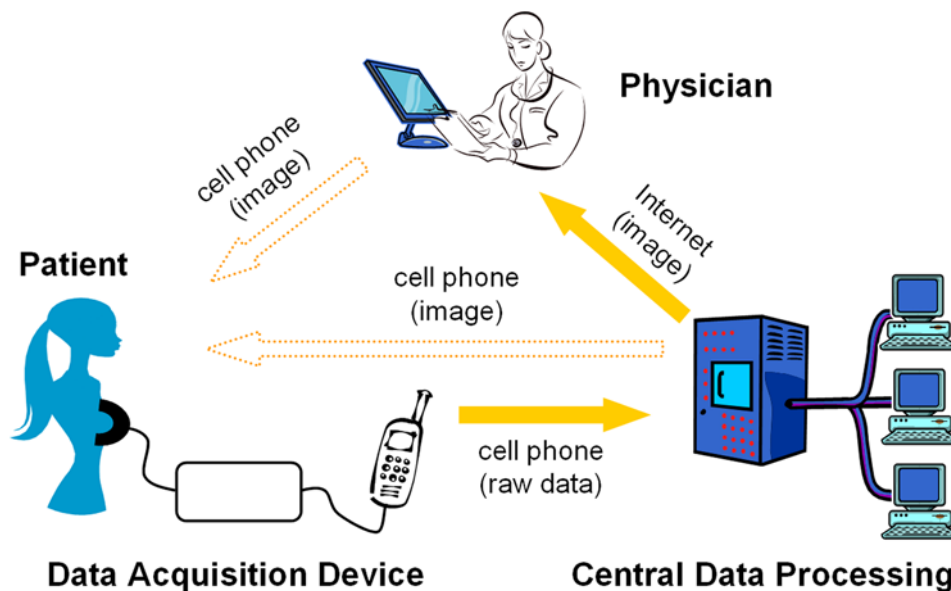 Physician
cell phone
(image)
Internet
(image)
Patient
cell phone
(image)
cell phone
(raw data)
Data Acquisition Device
Central Data Processing